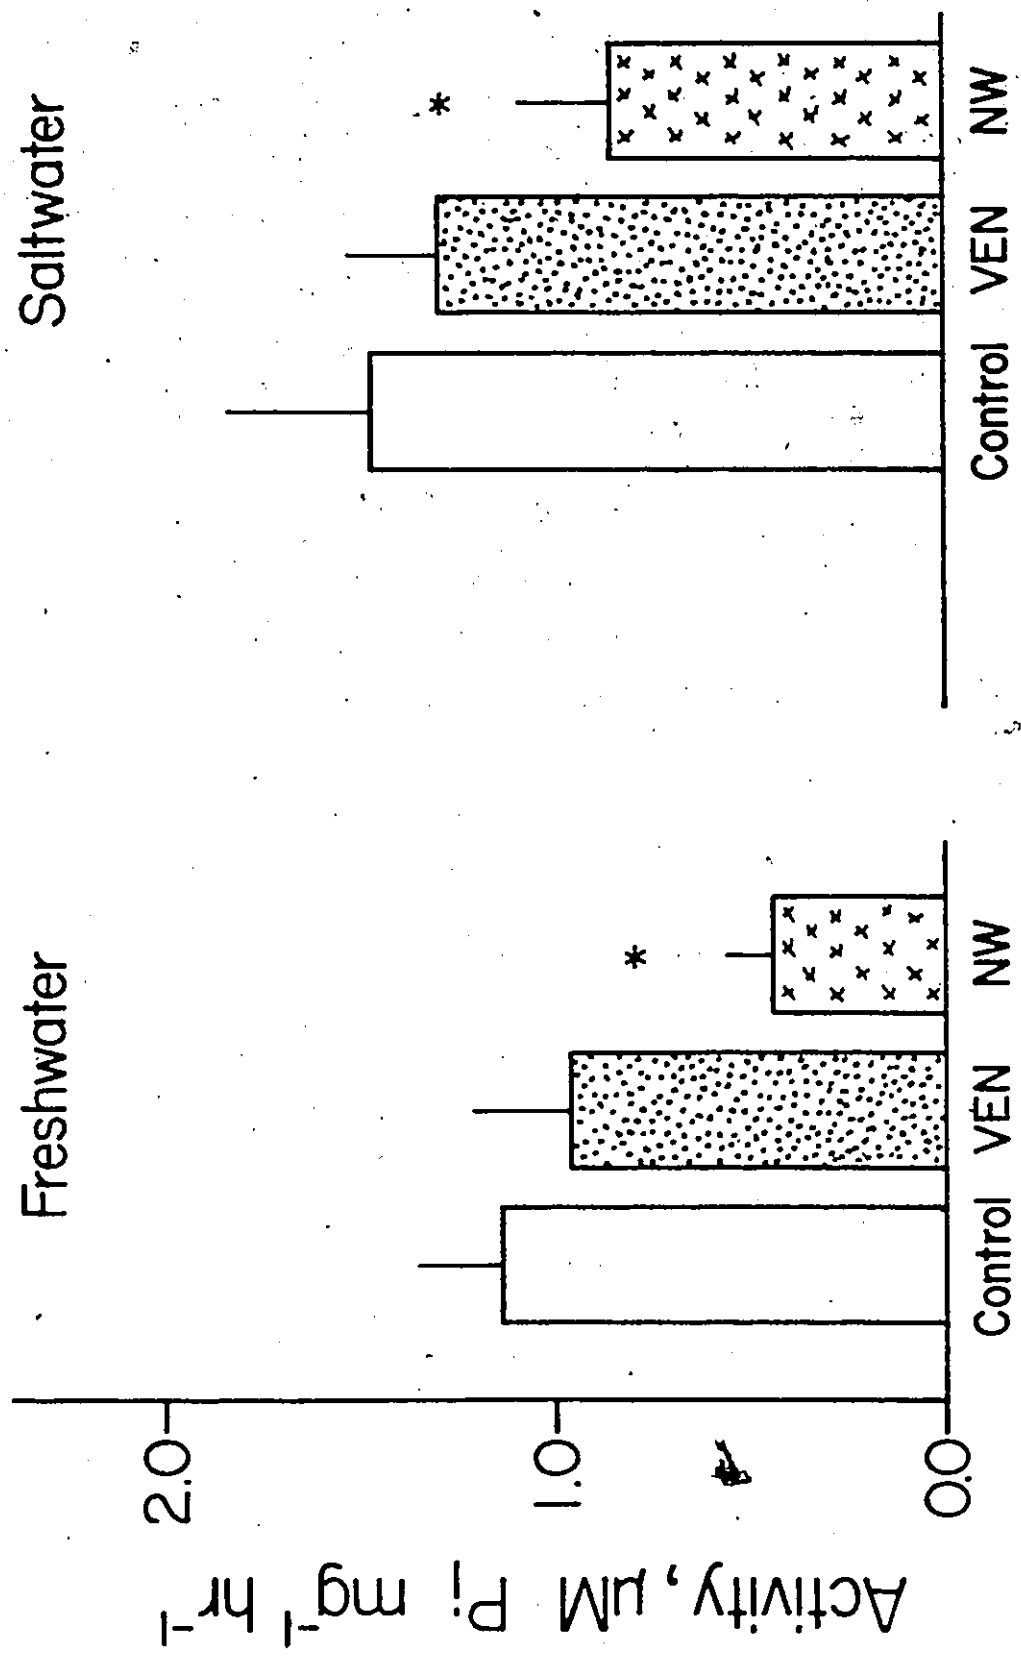 Freshwater
Saltwater
2.0
1.0
0.0
Activity, µM Pi mg⁻¹ hr⁻¹
*
*
Control VEN NW
Control VEN NW